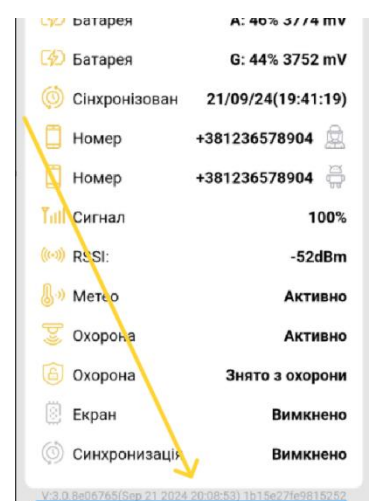 Батарея A: 46% 3774 mV
Батарея G: 44% 3752 mV
Сінхронізован 21/09/24(19:41:19)
Номер +381236578904
Номер +381236578904
Сигнал 100%
RSSI: -52dBm
Метео Активно
Охорона Активно
Охорона Знято з охорони
Екран Вимкнено
Синхронизація Вимкнено
V:3.0 8e06765(Sep 21 2024 20:08:53) 1b15e27fe9815252